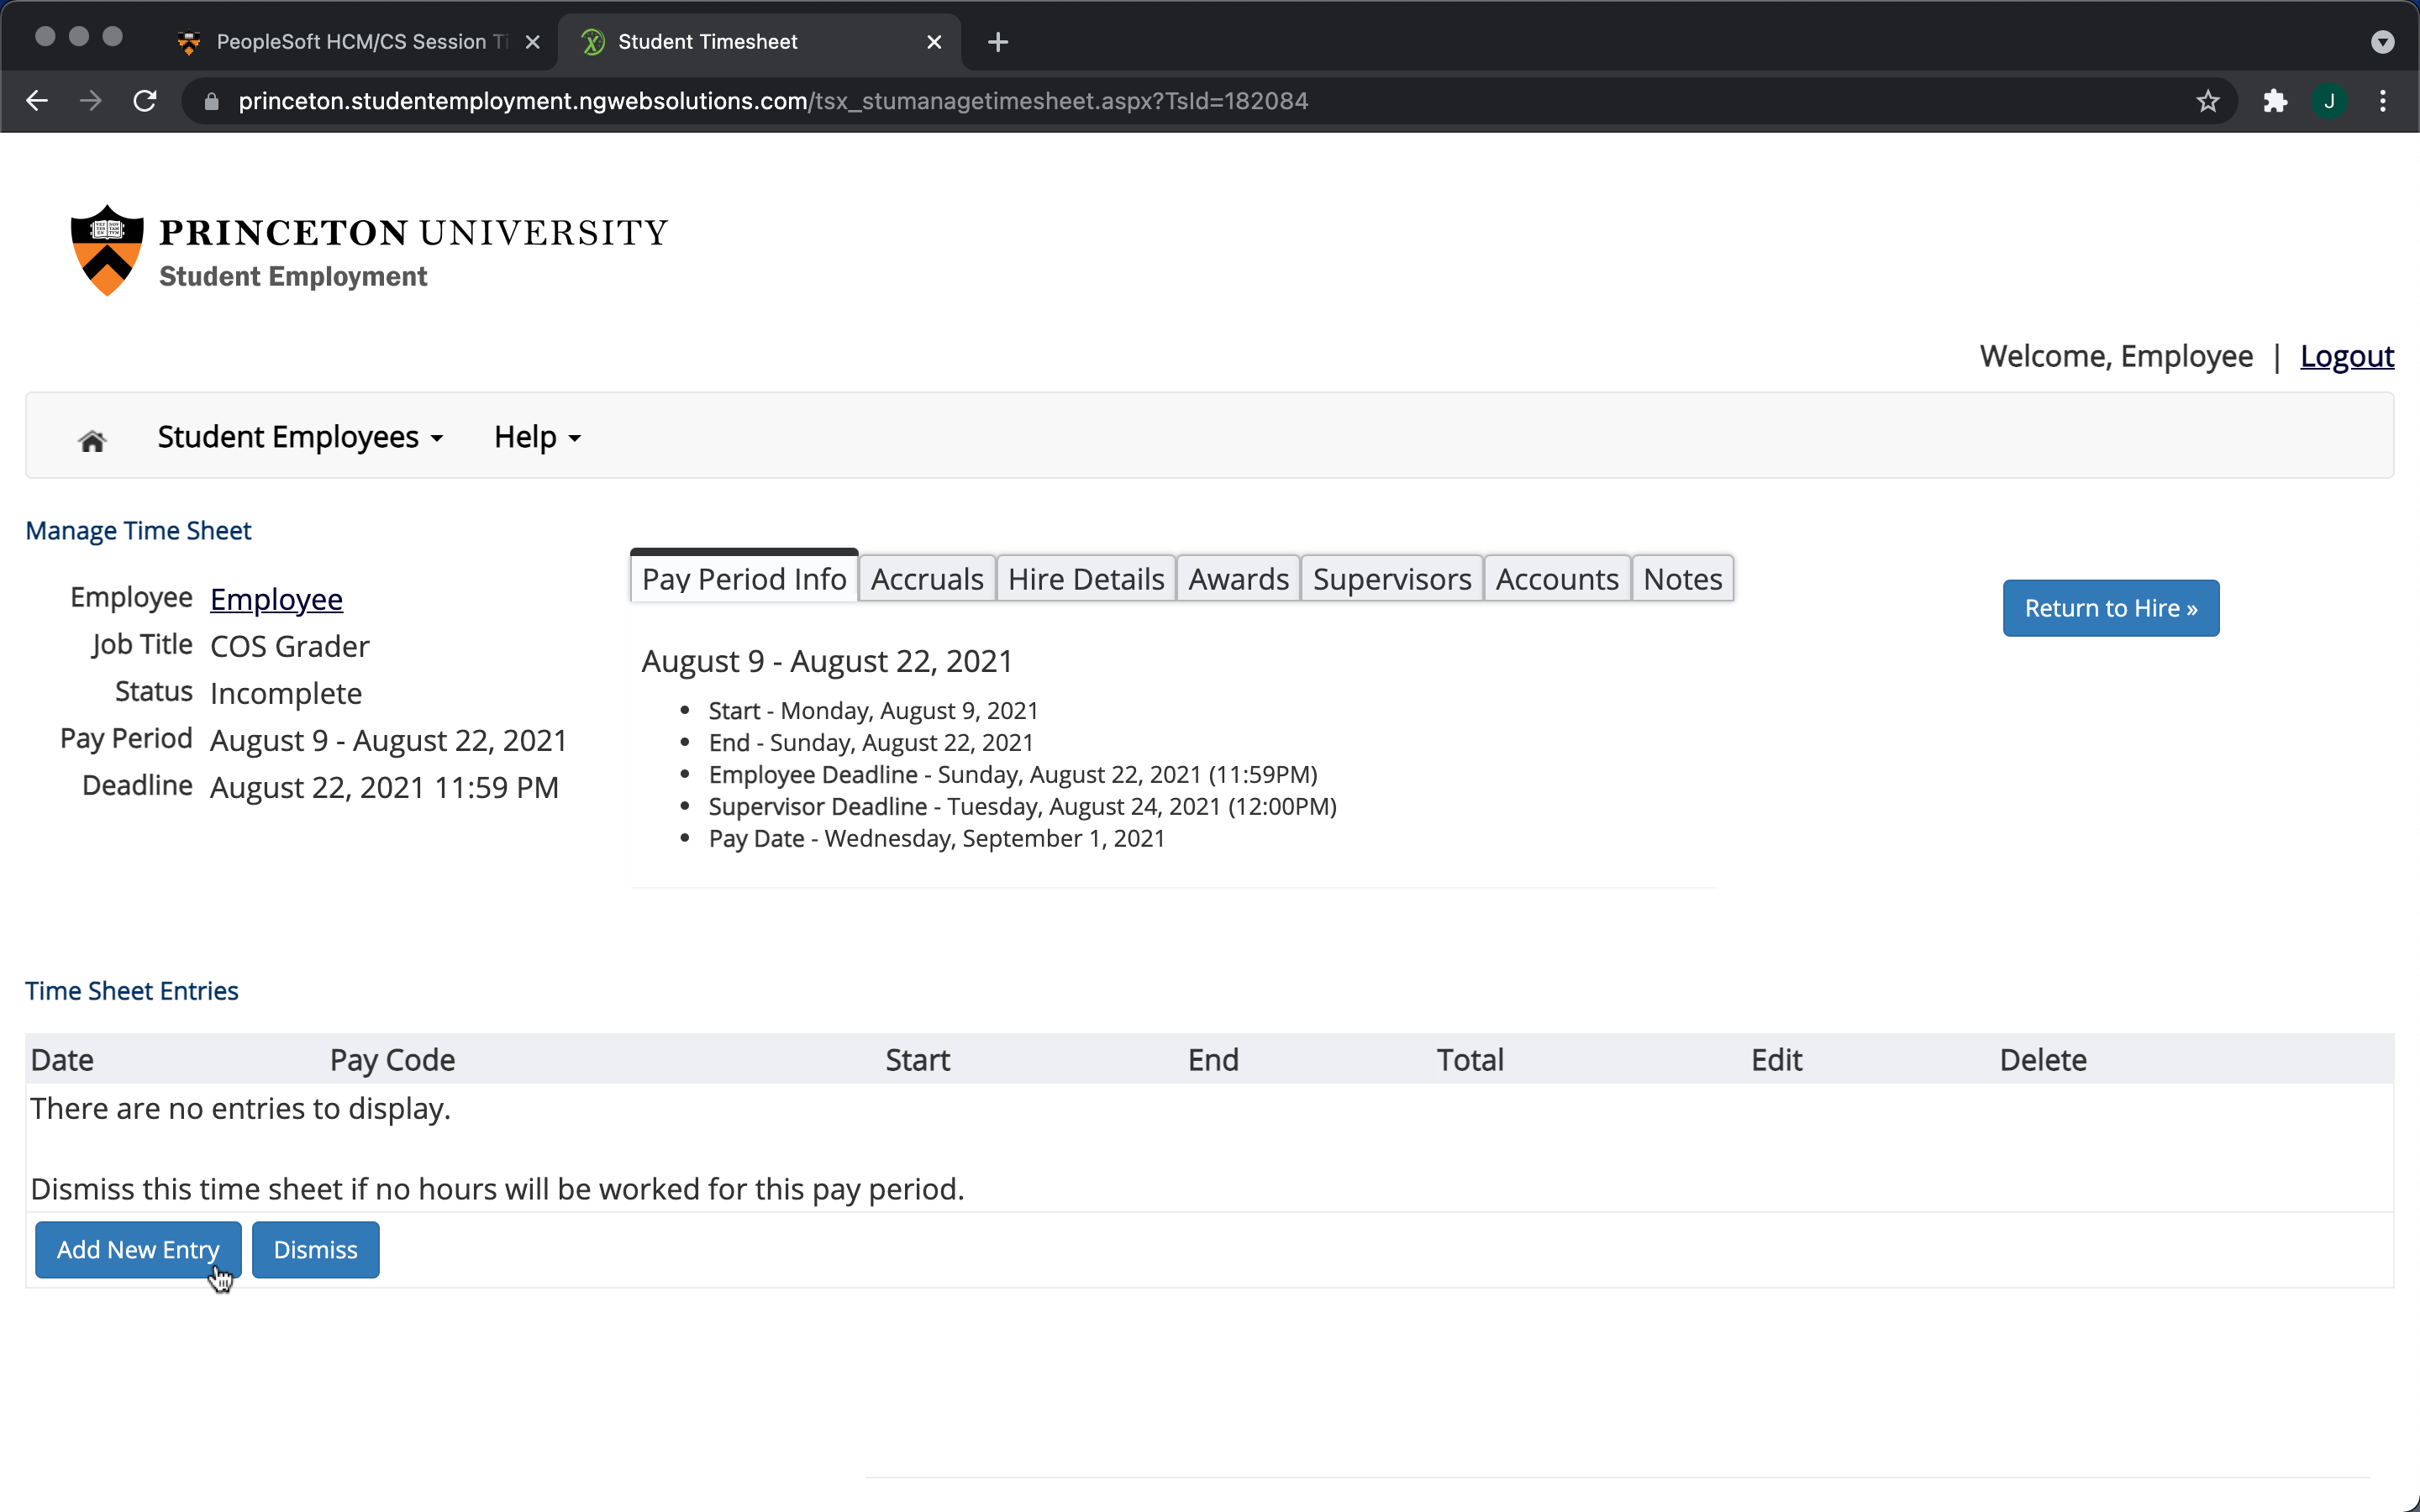 PeopleSoft HCM/CS Session Ti
Student Timesheet
princeton.studentemployment.ngwebsolutions.com/tsx_stumanagetimesheet.aspx?TsId=182084
J
PRINCETON UNIVERSITY
Student Employment
Welcome, Employee | Logout
Student Employees
Help
Manage Time Sheet
Employee Employee
Job Title COS Grader
Status Incomplete
Pay Period August 9 - August 22, 2021
Deadline August 22, 2021 11:59 PM
Pay Period Info Accruals Hire Details Awards Supervisors Accounts Notes
August 9 - August 22, 2021
• Start - Monday, August 9, 2021
• End - Sunday, August 22, 2021
• Employee Deadline - Sunday, August 22, 2021 (11:59PM)
• Supervisor Deadline - Tuesday, August 24, 2021 (12:00PM)
• Pay Date - Wednesday, September 1, 2021
Return to Hire »
Time Sheet Entries
Date Pay Code Start End Total Edit Delete
There are no entries to display.
Dismiss this time sheet if no hours will be worked for this pay period.
Add New Entry
Dismiss